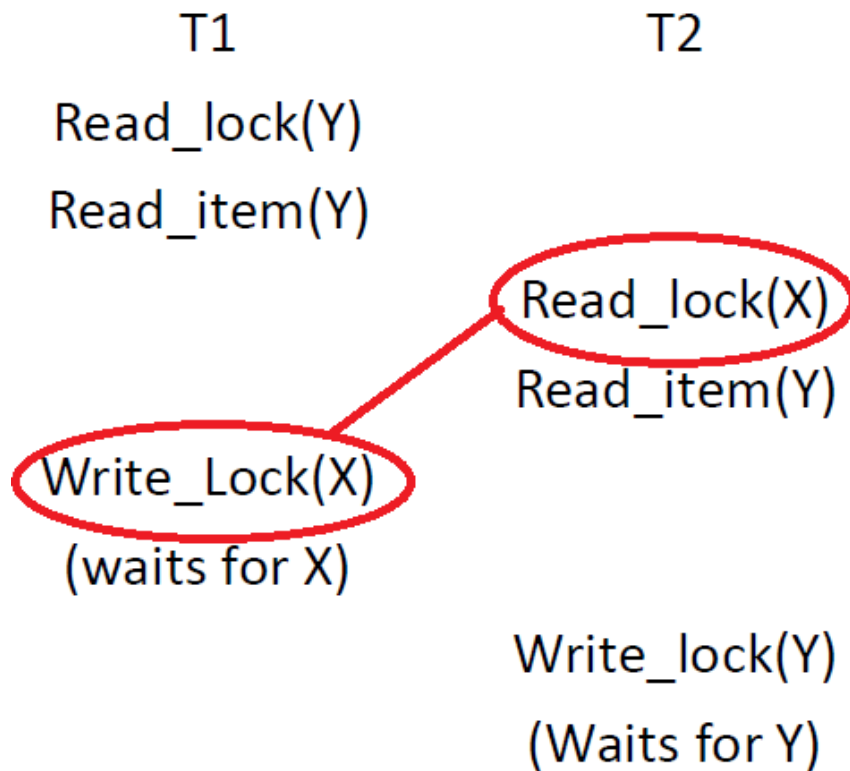 T1 T2
Read_lock(Y)
Read_item(Y)
Read_lock(X)
Read_item(Y)
Write_Lock(X)
(waits for X)
Write_lock(Y)
(Waits for Y)